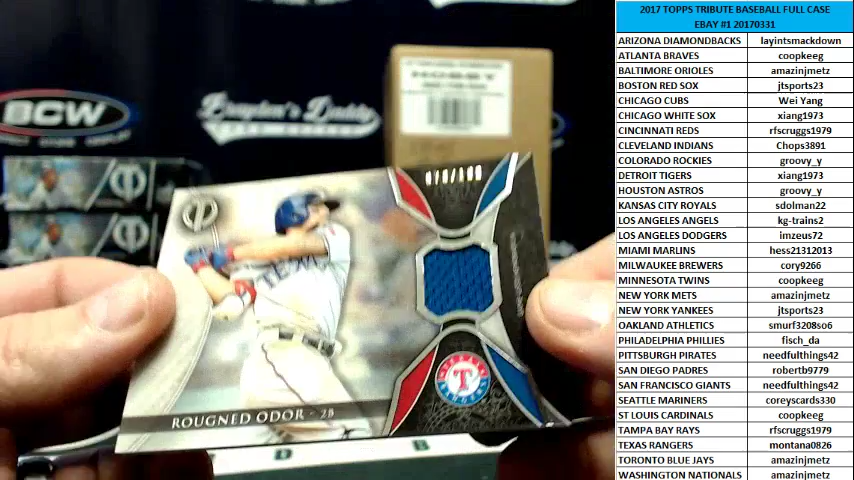 2017 TOPPS TRIBUTE BASEBALL FULL CASE
EBAY #1 20170331
ARIZONA DIAMONDBACKS layintsmackdown
ATLANTA BRAVES coopkeeg
BALTIMORE ORIOLES amazinjmetz
BOSTON RED SOX jtsports23
CHICAGO CUBS Wei Yang
CHICAGO WHITE SOX xiang1973
CINCINNATI REDS rfscruggs1979
CLEVELAND INDIANS Chops3891
COLORADO ROCKIES groovy_y
DETROIT TIGERS xiang1973
HOUSTON ASTROS groovy_y
KANSAS CITY ROYALS sdolman22
LOS ANGELES ANGELS kg-trains2
LOS ANGELES DODGERS imzeus72
MIAMI MARLINS hess21312013
MILWAUKEE BREWERS cory9266
MINNESOTA TWINS coopkeeg
NEW YORK METS amazinjmetz
NEW YORK YANKEES jtsports23
OAKLAND ATHLETICS smurf3208so6
PHILADELPHIA PHILLIES fisch_da
PITTSBURGH PIRATES needfulthings42
SAN DIEGO PADRES robertb9779
SAN FRANCISCO GIANTS needfulthings42
SEATTLE MARINERS coreyscards330
ST LOUIS CARDINALS coopkeeg
TAMPA BAY RAYS rfscruggs1979
TEXAS RANGERS montana0826
TORONTO BLUE JAYS amazinjmetz
WASHINGTON NATIONALS amazinjmetz
BCW
Brayden's Daddy
HOBBY
TEXAS
T
ROUGNED ODOR · 2B
D B